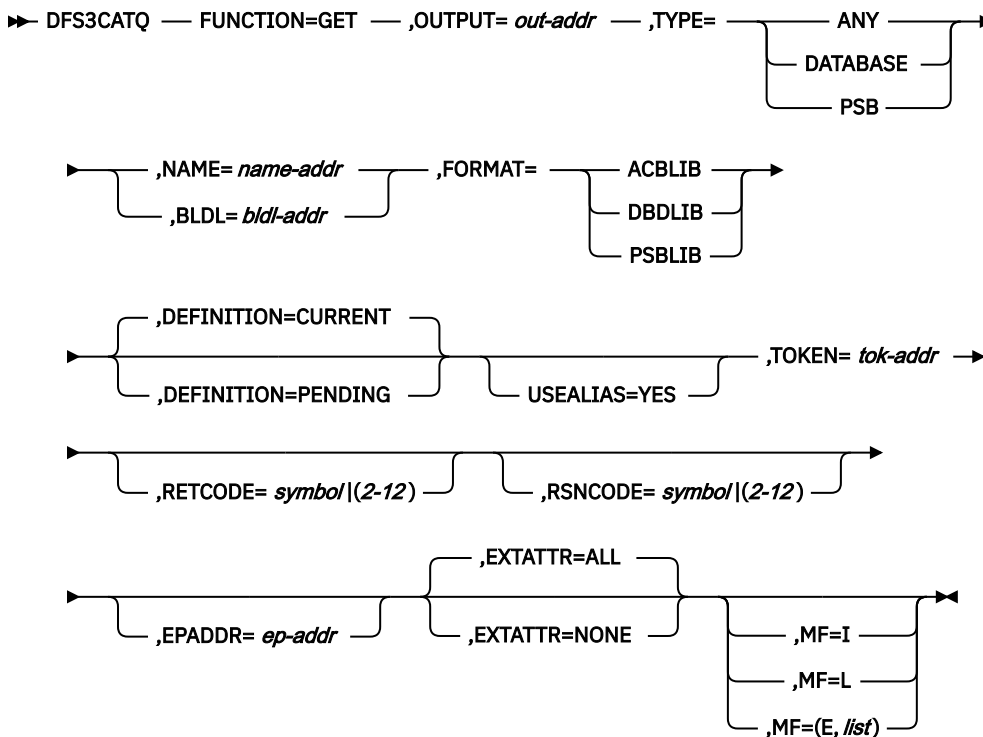 DFS3CATQ FUNCTION=GET ,OUTPUT= out-addr ,TYPE= ANY
DATABASE
PSB
,NAME= name-addr ,FORMAT= ACBLIB
,BLDL= bldl-addr DBDLIB
PSBLIB
,DEFINITION=CURRENT
,TOKEN= tok-addr
,DEFINITION=PENDING USEALIAS=YES
,RETCODE= symbol|(2-12) ,RSNCODE= symbol|(2-12)
,EXTATTR=ALL
,EPADDR= ep-addr ,EXTATTR=NONE ,MF=I
,MF=L
,MF=(E, list)